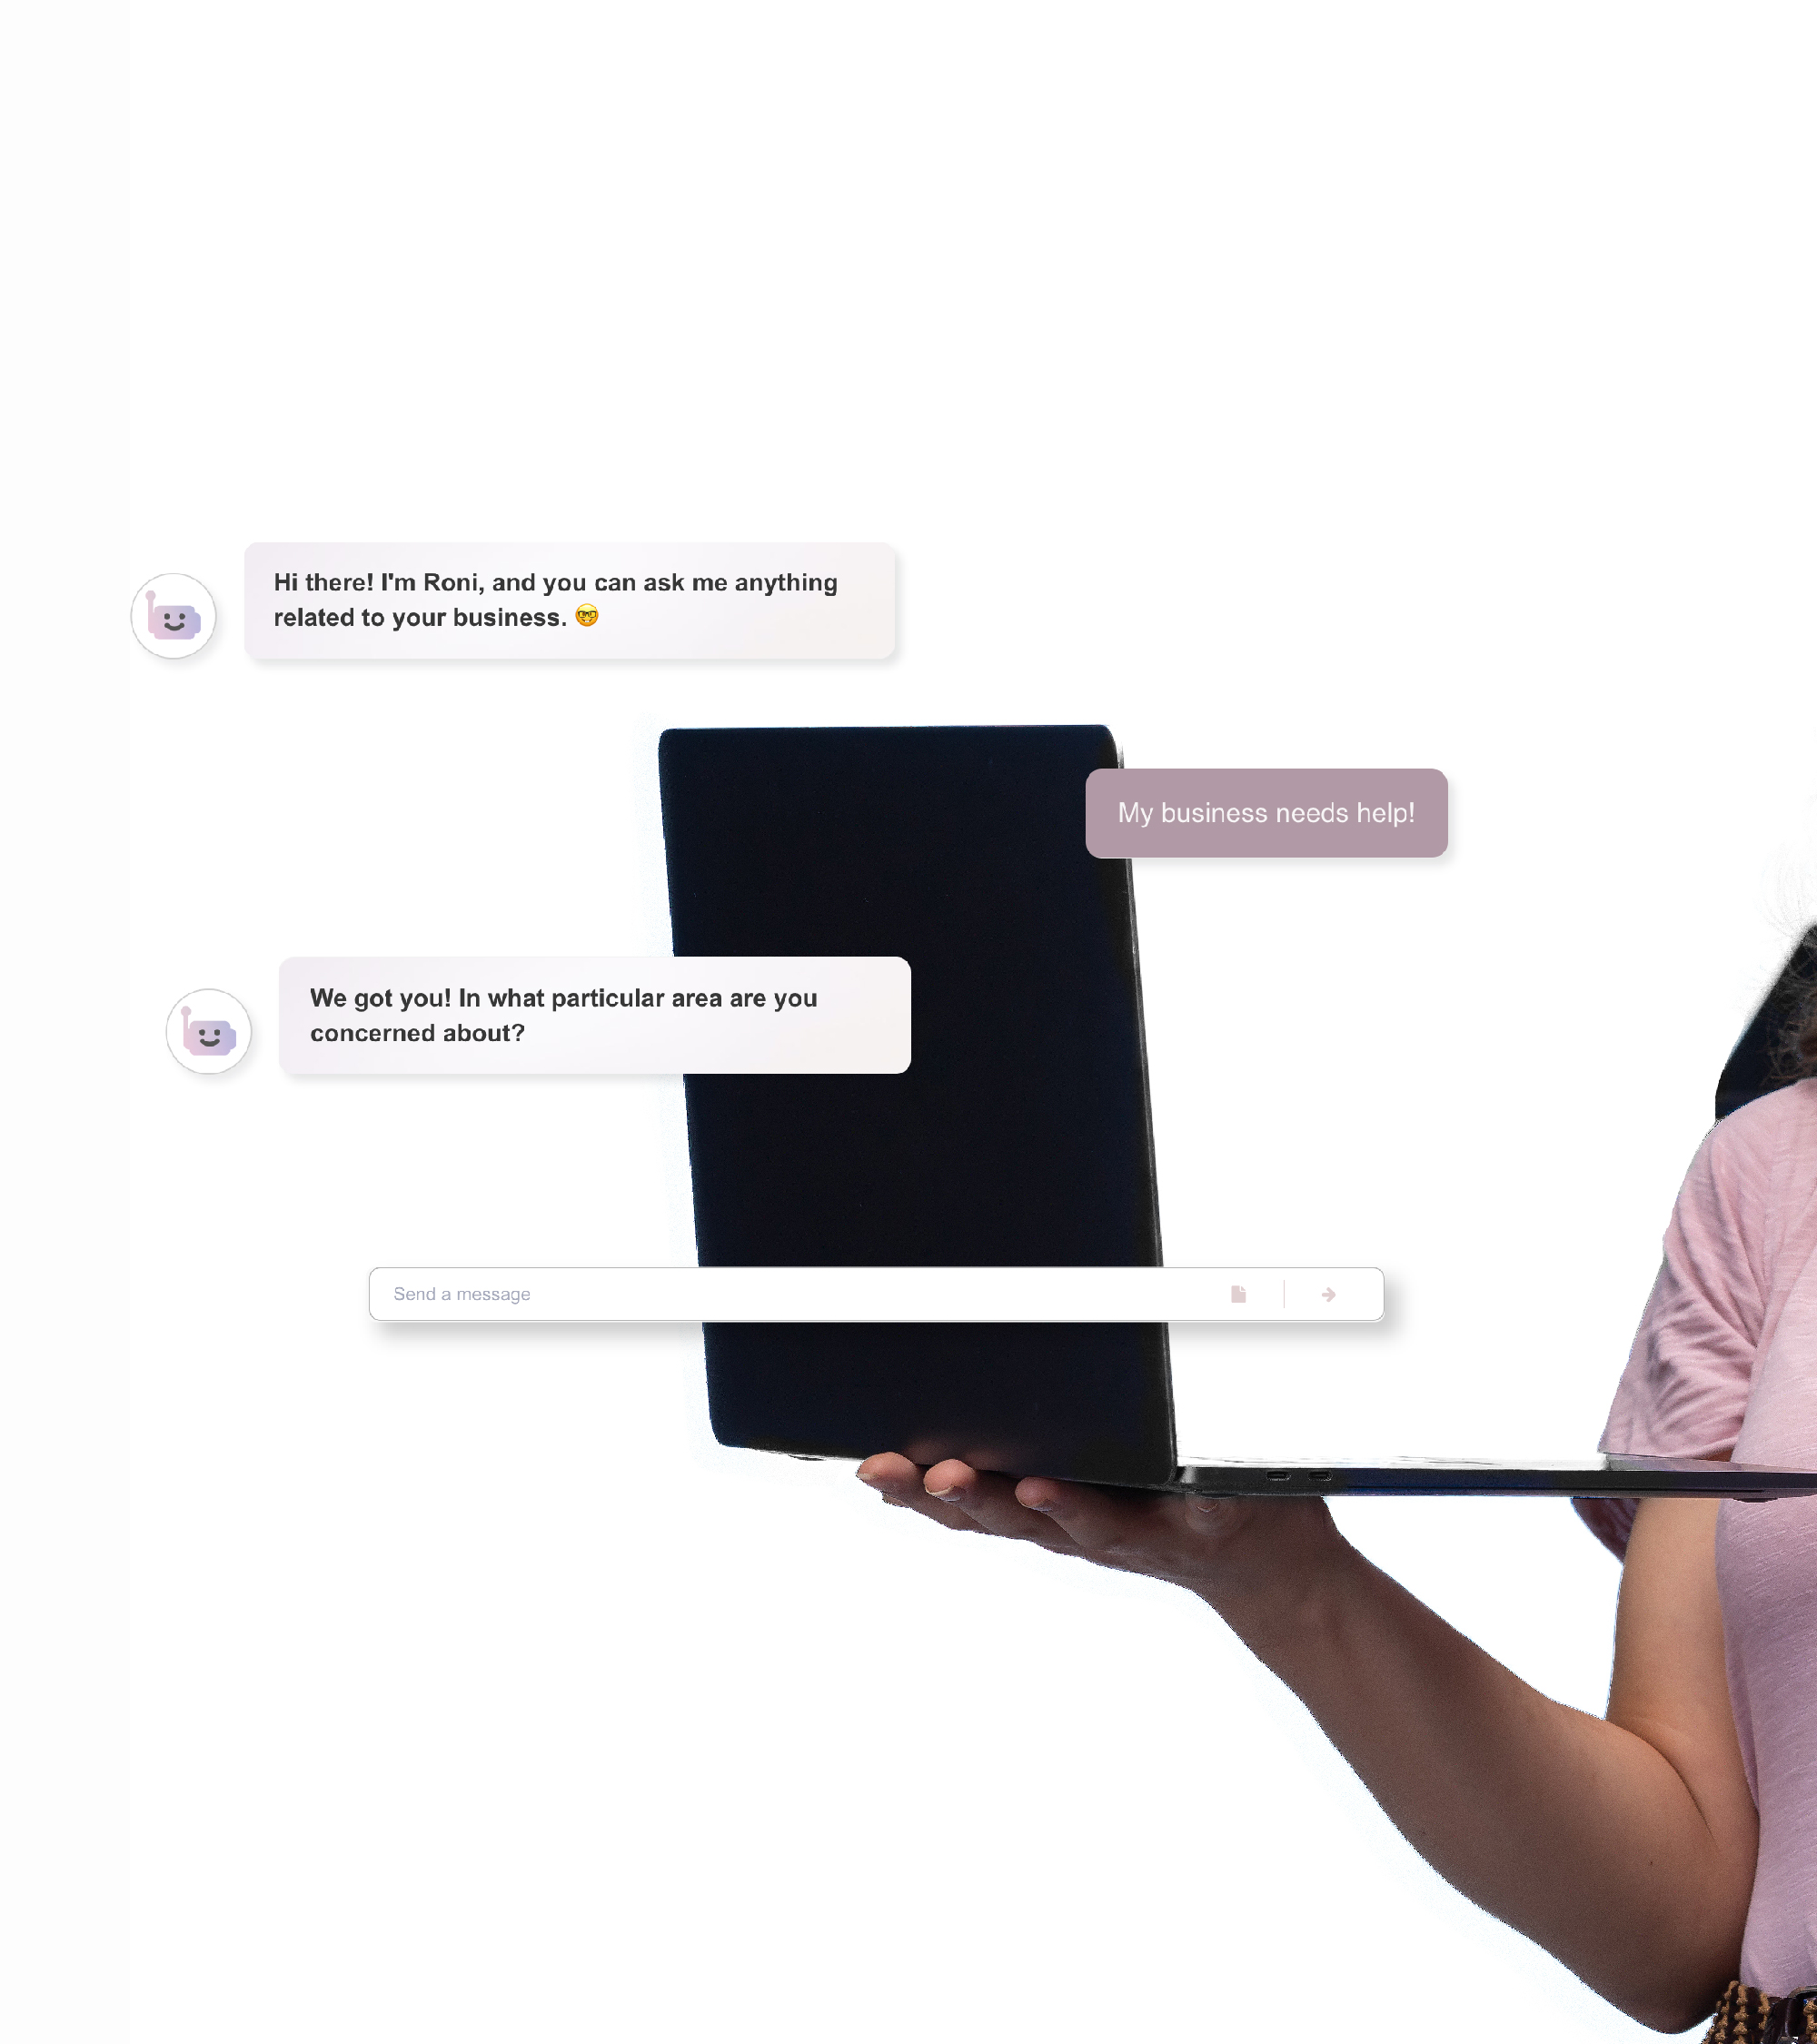 Hi there! I'm Roni, and you can ask me anything
related to your business. 🤓
My business needs help!
We got you! In what particular area are you
concerned about?
Send a message